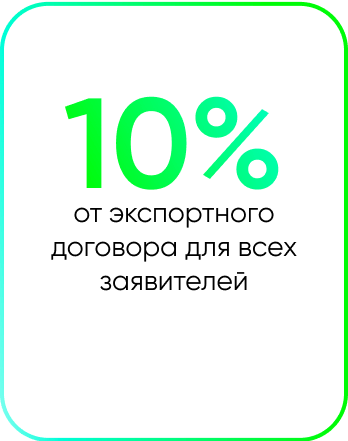 10%
от экспортного
договора для всех
заявителей